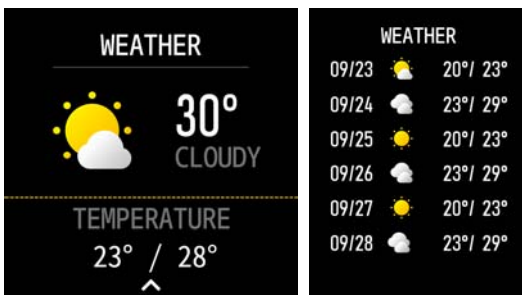 WEATHER
30°
CLOUDY
TEMPERATURE
23° / 28°
WEATHER
09/23 20°/ 23°
09/24 23°/ 29°
09/25 20°/ 23°
09/26 23°/ 29°
09/27 20°/ 23°
09/28 23°/ 29°